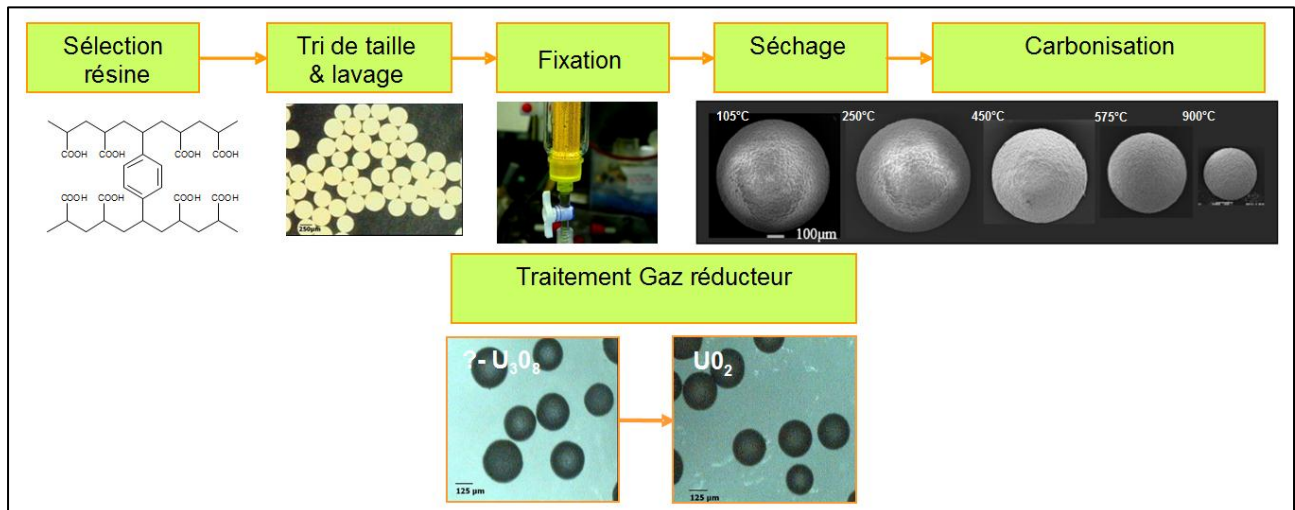 Sélection
résine
Tri de taille
& lavage
Fixation
Séchage
Carbonisation
COOH COOH COOH COOH
COOH COOH COOH COOH
250µm
105°C 250°C 450°C 575°C 900°C
100µm
Traitement Gaz réducteur
?- U₃0₈
U0₂
125 µm
125 µm